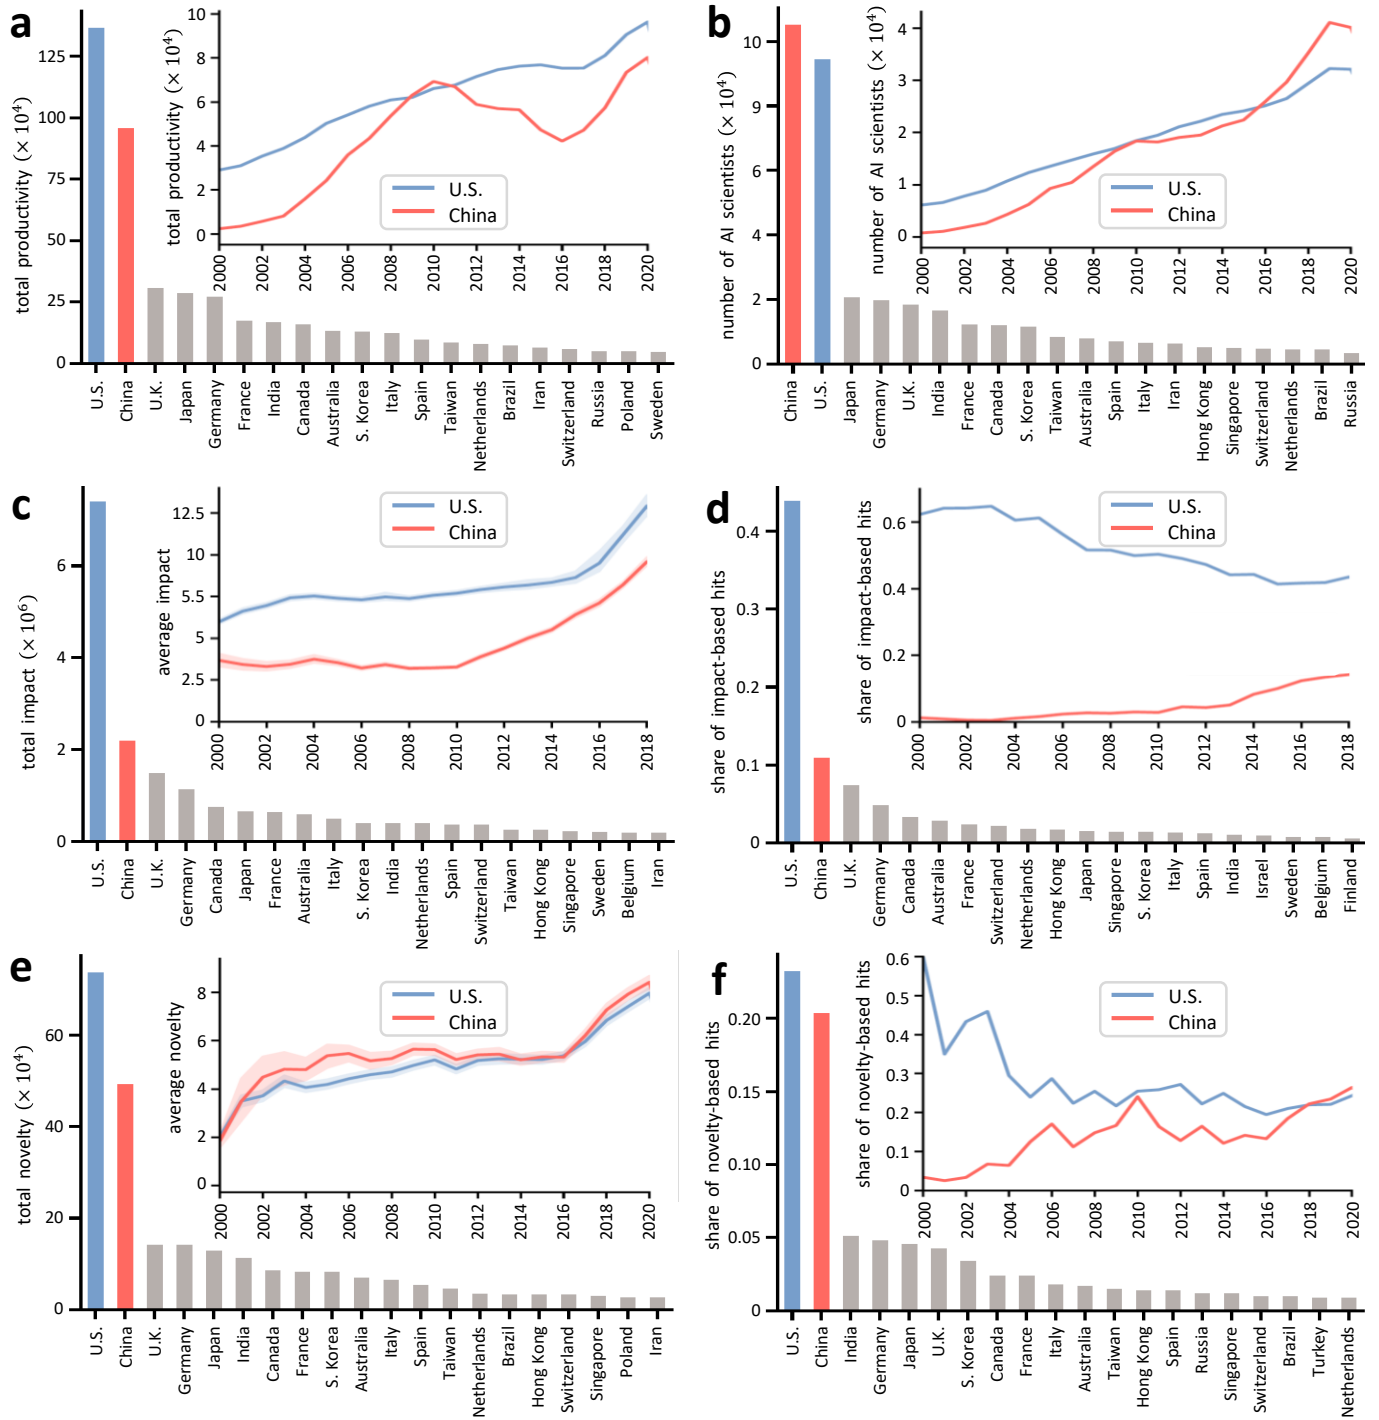 a
total productivity (× 10⁴)
125
100
75
50
25
0
U.S.
China
U.K.
Japan
Germany
France
India
Canada
Australia
S. Korea
Italy
Spain
Taiwan
Netherlands
Brazil
Iran
Switzerland
Russia
Poland
Sweden
total productivity (× 10⁴)
10
8
6
4
2
0
2000
2002
2004
2006
2008
2010
2012
2014
2016
2018
2020
U.S.
China
b
number of AI scientists (× 10⁴)
10
9
6
4
2
0
China
U.S.
Japan
Germany
U.K.
India
France
Canada
S. Korea
Taiwan
Australia
Spain
Italy
Iran
Hong Kong
Singapore
Switzerland
Netherlands
Brazil
Russia
number of AI scientists (× 10⁴)
4
3
2
1
0
2000
2002
2004
2006
2008
2010
2012
2014
2016
2018
2020
U.S.
China
c
total impact (× 10⁶)
6
4
2
0
U.S.
China
U.K.
Germany
Canada
Japan
France
Australia
Italy
S. Korea
India
Netherlands
Spain
Switzerland
Taiwan
Hong Kong
Singapore
Sweden
Belgium
Iran
average impact
12.5
10
5.5
5
2.5
0
2000
2002
2004
2006
2008
2010
2012
2014
2016
2018
U.S.
China
d
share of impact-based hits
0.4
0.3
0.2
0.1
0
U.S.
China
U.K.
Germany
Canada
Australia
France
Switzerland
Netherlands
Hong Kong
Japan
Singapore
S. Korea
Italy
Spain
India
Israel
Sweden
Belgium
Finland
share of impact-based hits
0.6
0.4
0.2
0
2000
2002
2004
2006
2008
2010
2012
2014
2016
2018
U.S.
China
e
total novelty (× 10⁴)
60
40
20
0
U.S.
China
U.K.
Germany
Japan
India
Canada
France
S. Korea
Australia
Italy
Spain
Taiwan
Netherlands
Brazil
Hong Kong
Switzerland
Singapore
Poland
Iran
average novelty
8
6
4
2
0
2000
2002
2004
2006
2008
2010
2012
2014
2016
2018
2020
U.S.
China
f
share of novelty-based hits
0.20
0.15
0.10
0.05
0
U.S.
China
India
Germany
Japan
U.K.
S. Korea
Canada
France
Italy
Australia
Taiwan
Hong Kong
Spain
Russia
Singapore
Switzerland
Brazil
Turkey
Netherlands
share of novelty-based hits
0.6
0.5
0.4
0.3
0.2
0.1
0
2000
2002
2004
2006
2008
2010
2012
2014
2016
2018
2020
U.S.
China